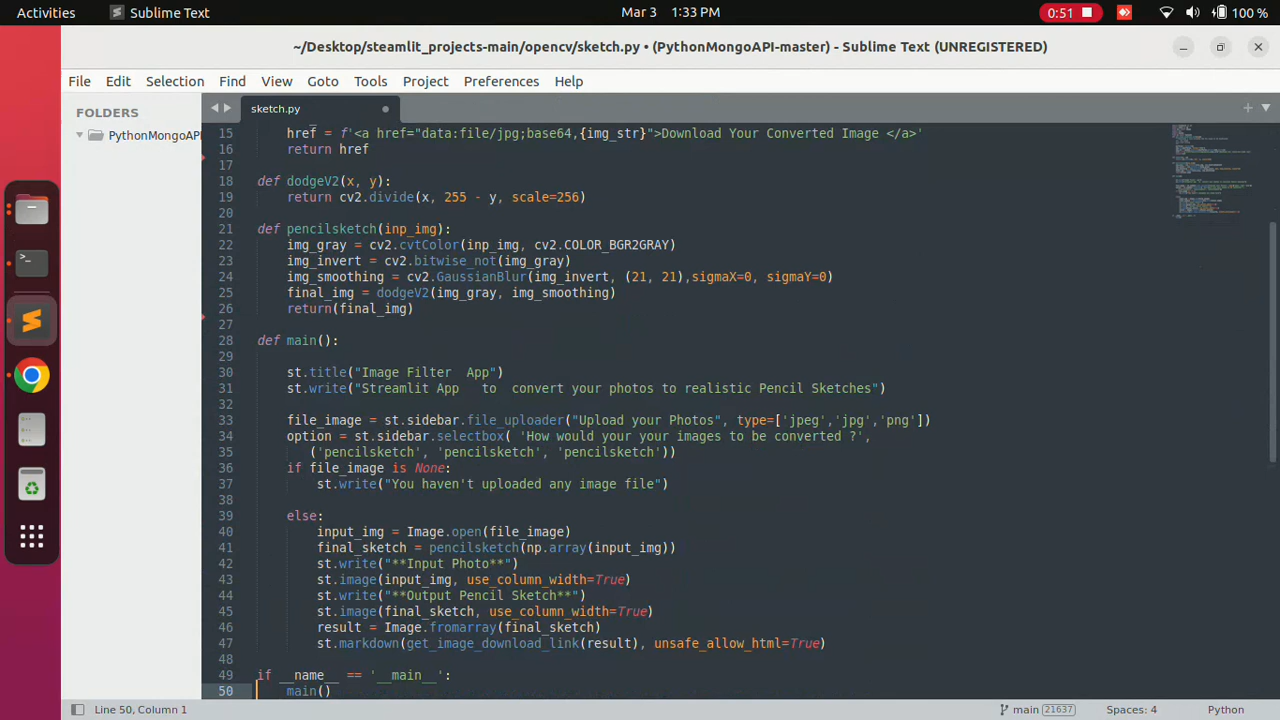 Activities
Sublime Text
Mar 3 1:33 PM
0:51
100 %
~/Desktop/steamlit_projects-main/opencv/sketch.py • (PythonMongoAPI-master) - Sublime Text (UNREGISTERED)
File Edit Selection Find View Goto Tools Project Preferences Help
FOLDERS
PythonMongoAPI
sketch.py
15 href = f'<a href="data:file/jpg;base64,{img_str}">Download Your Converted Image </a>'
16 return href
17
18 def dodgeV2(x, y):
19 return cv2.divide(x, 255 - y, scale=256)
20
21 def pencilsketch(inp_img):
22 img_gray = cv2.cvtColor(inp_img, cv2.COLOR_BGR2GRAY)
23 img_invert = cv2.bitwise_not(img_gray)
24 img_smoothing = cv2.GaussianBlur(img_invert, (21, 21),sigmaX=0, sigmaY=0)
25 final_img = dodgeV2(img_gray, img_smoothing)
26 return(final_img)
27
28 def main():
29
30 st.title("Image Filter  App")
31 st.write("Streamlit App   to  convert your photos to realistic Pencil Sketches")
32
33 file_image = st.sidebar.file_uploader("Upload your Photos", type=['jpeg','jpg','png'])
34 option = st.sidebar.selectbox( 'How would your your images to be converted ?',
35 ('pencilsketch', 'pencilsketch', 'pencilsketch'))
36 if file_image is None:
37 st.write("You haven't uploaded any image file")
38
39 else:
40 input_img = Image.open(file_image)
41 final_sketch = pencilsketch(np.array(input_img))
42 st.write("**Input Photo**")
43 st.image(input_img, use_column_width=True)
44 st.write("**Output Pencil Sketch**")
45 st.image(final_sketch, use_column_width=True)
46 result = Image.fromarray(final_sketch)
47 st.markdown(get_image_download_link(result), unsafe_allow_html=True)
48
49 if __name__ == '__main__':
50 main()
Line 50, Column 1
main 21637
Spaces: 4
Python